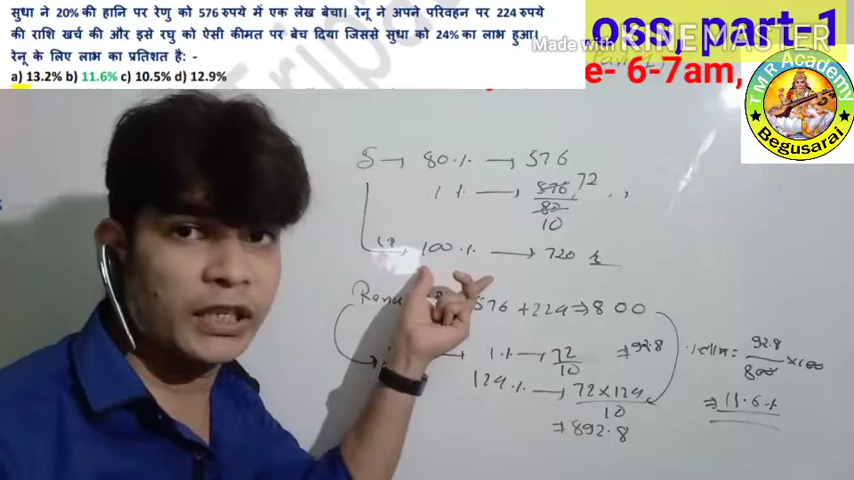 सुधा ने 20% की हानि पर रेणु को 576 रुपये में एक लेख बेचा। रेनू ने अपने परिवहन पर 224 रुपये
की राशि खर्च की और इसे रघु को ऐसी कीमत पर बेच दिया जिससे सुधा को 24% का लाभ हुआ।
रेनू के लिए लाभ का प्रतिशत है: -
a) 13.2% b) 11.6% c) 10.5% d) 12.9%
oss, part-1
Made with KINEMASTER
e- 6-7am,
TMR Academy
Begusarai
S → 80% → 576
1% → 576/80 72
10
100% → 720
576 + 224 ⇒ 800
1% → 72/10 ⇒ 92.8
124% → 72×124/10
⇒ 892.8
लाभ = 92.8/800 ×100
⇒ 11.6%